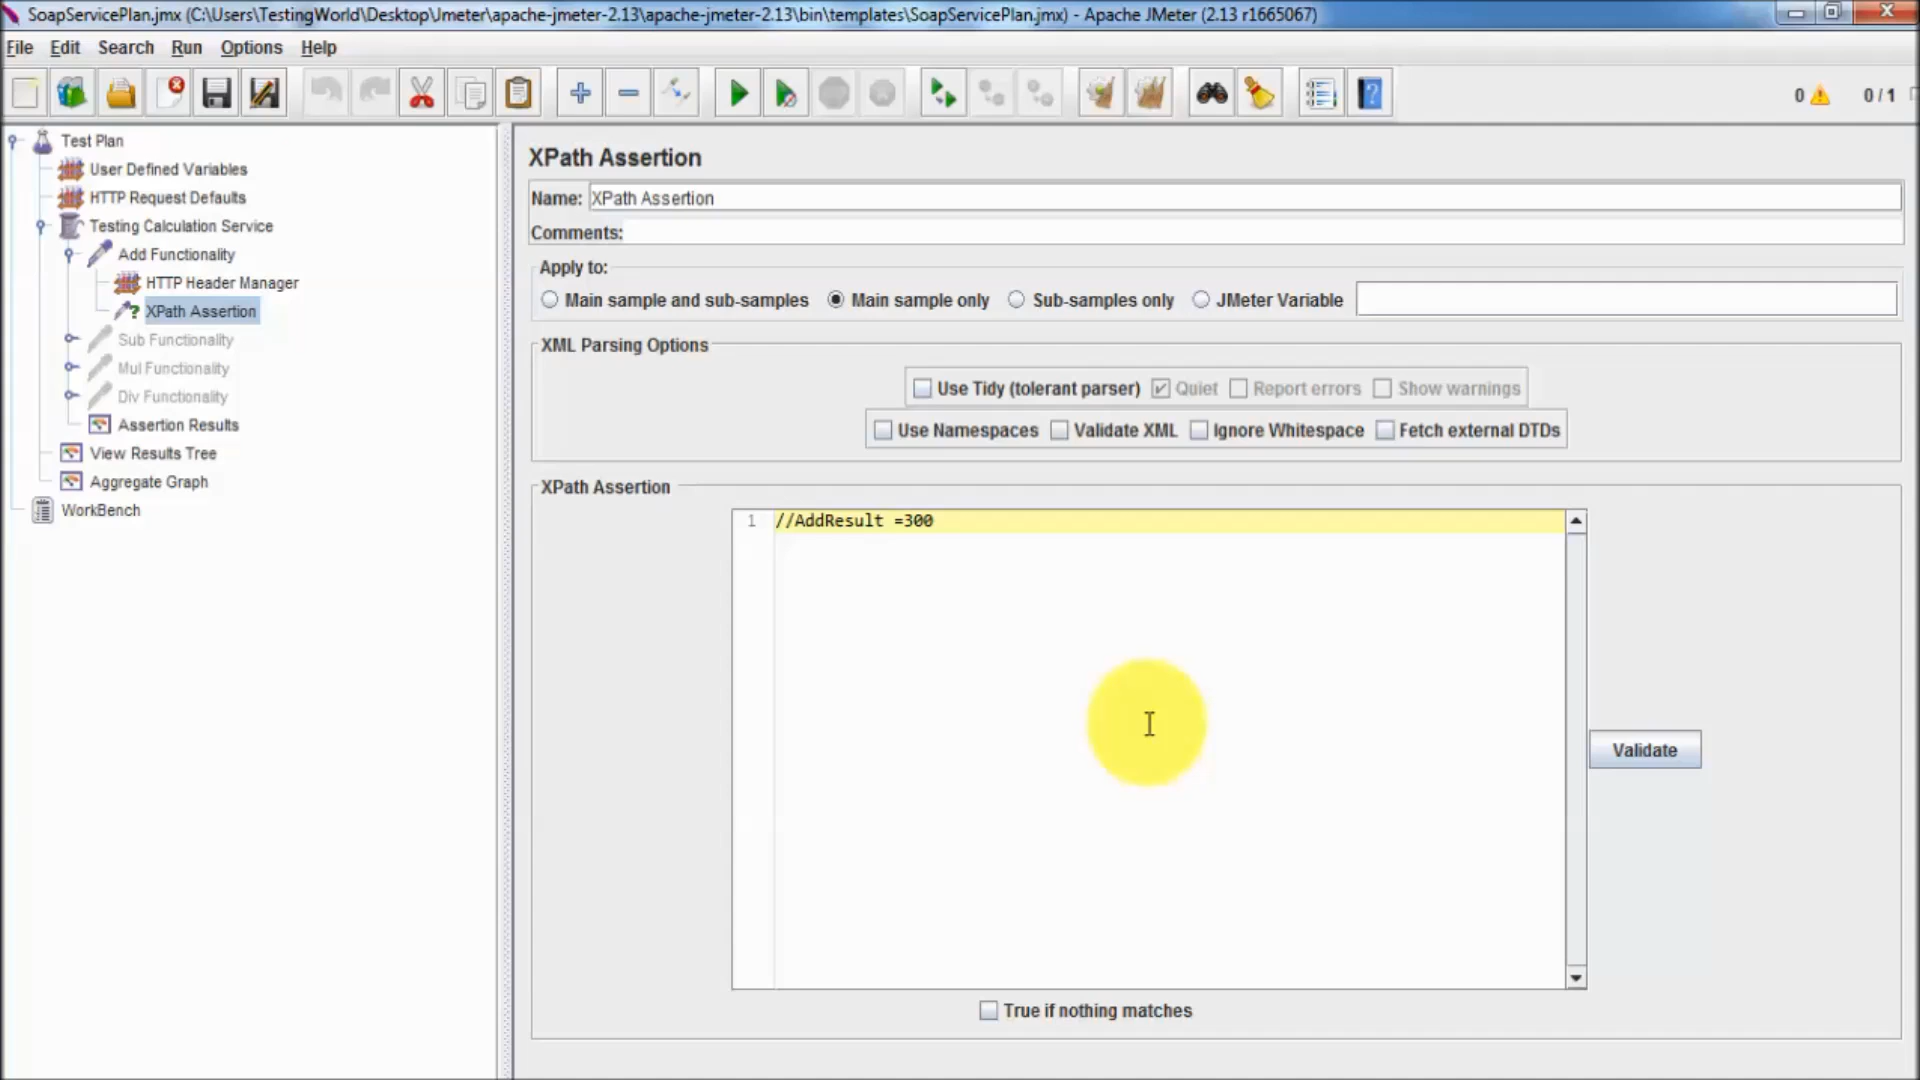 SoapServicePlan.jmx (C:\Users\TestingWorld\Desktop\Jmeter\apache-jmeter-2.13\apache-jmeter-2.13\bin\templates\SoapServicePlan.jmx) - Apache JMeter (2.13 r1665067)
File Edit Search Run Options Help
0 0 / 1
Test Plan
User Defined Variables
HTTP Request Defaults
Testing Calculation Service
Add Functionality
HTTP Header Manager
XPath Assertion
Sub Functionality
Mul Functionality
Div Functionality
Assertion Results
View Results Tree
Aggregate Graph
WorkBench
XPath Assertion
Name: XPath Assertion
Comments:
Apply to:
Main sample and sub-samples Main sample only Sub-samples only JMeter Variable
XML Parsing Options
Use Tidy (tolerant parser) Quiet Report errors Show warnings
Use Namespaces Validate XML Ignore Whitespace Fetch external DTDs
XPath Assertion
1 //AddResult =300
Validate
True if nothing matches